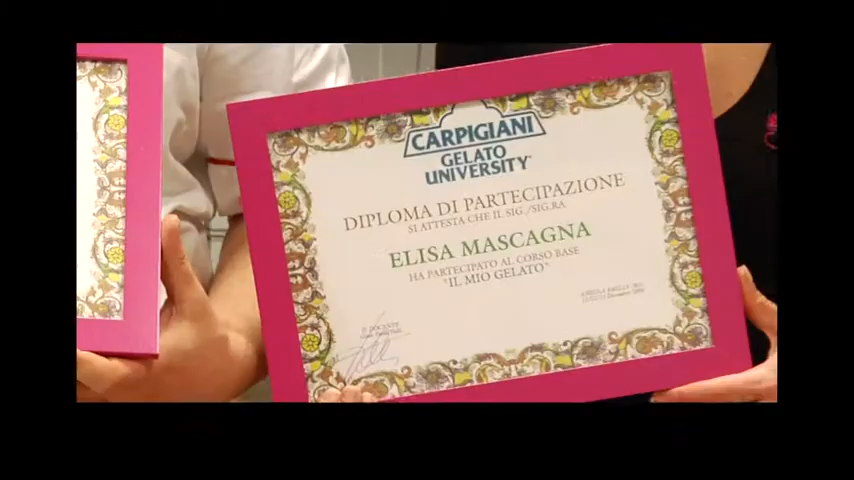 CARPIGIANI
GELATO
UNIVERSITY
DIPLOMA DI PARTECIPAZIONE
SI ATTESTA CHE IL SIG./SIG.RA
ELISA MASCAGNA
HA PARTECIPATO AL CORSO BASE
"IL MIO GELATO"
IL DOCENTE